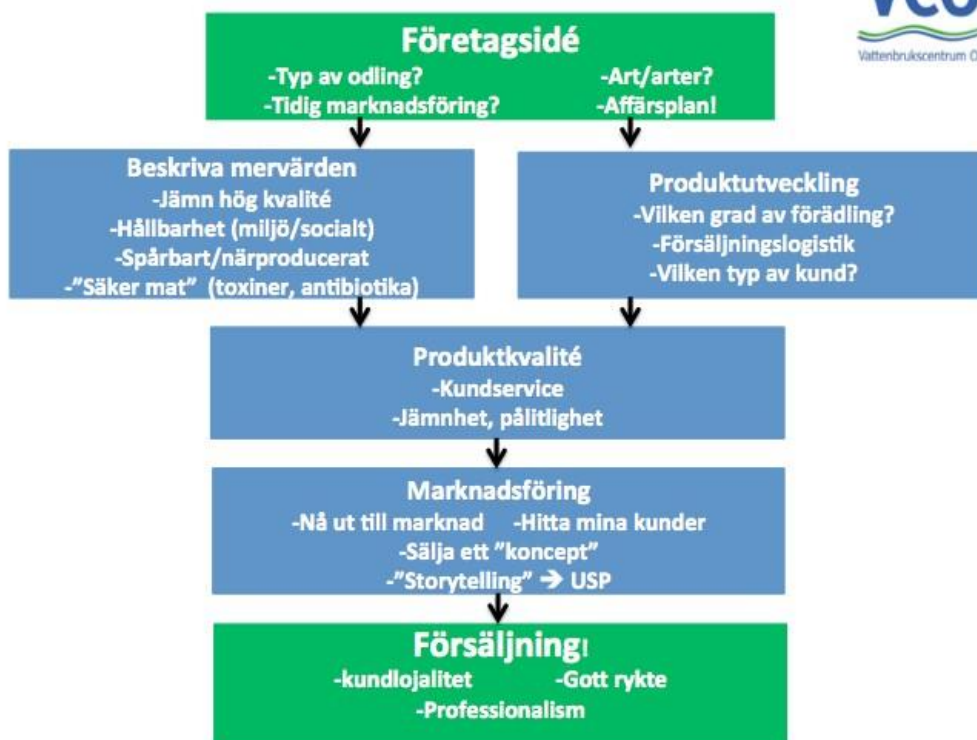 Vattenbrukscentrum
Företagsidé
-Typ av odling? -Art/arter?
-Tidig marknadsföring? -Affärsplan!
Beskriva mervärden
-Jämn hög kvalité
-Hållbarhet (miljö/socialt)
-Spårbart/närproducerat
-”Säker mat” (toxiner, antibiotika)
Produktutveckling
-Vilken grad av förädling?
-Försäljningslogistik
-Vilken typ av kund?
Produktkvalité
-Kundservice
-Jämnhet, pålitlighet
Marknadsföring
-Nå ut till marknad -Hitta mina kunder
-Sälja ett ”koncept”
-”Storytelling” ➔ USP
Försäljning!
-kundlojalitet -Gott rykte
-Professionalism